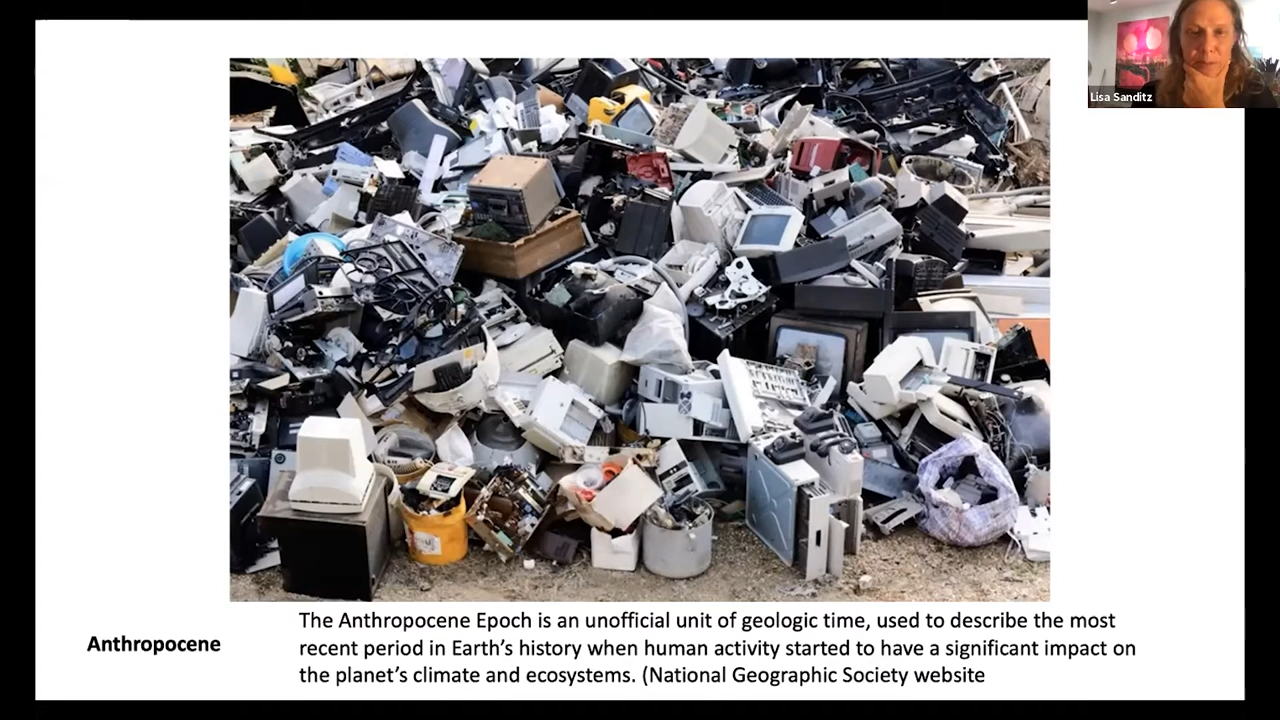 Lisa Sanditz
Anthropocene
The Anthropocene Epoch is an unofficial unit of geologic time, used to describe the most
recent period in Earth’s history when human activity started to have a significant impact on
the planet’s climate and ecosystems. (National Geographic Society website